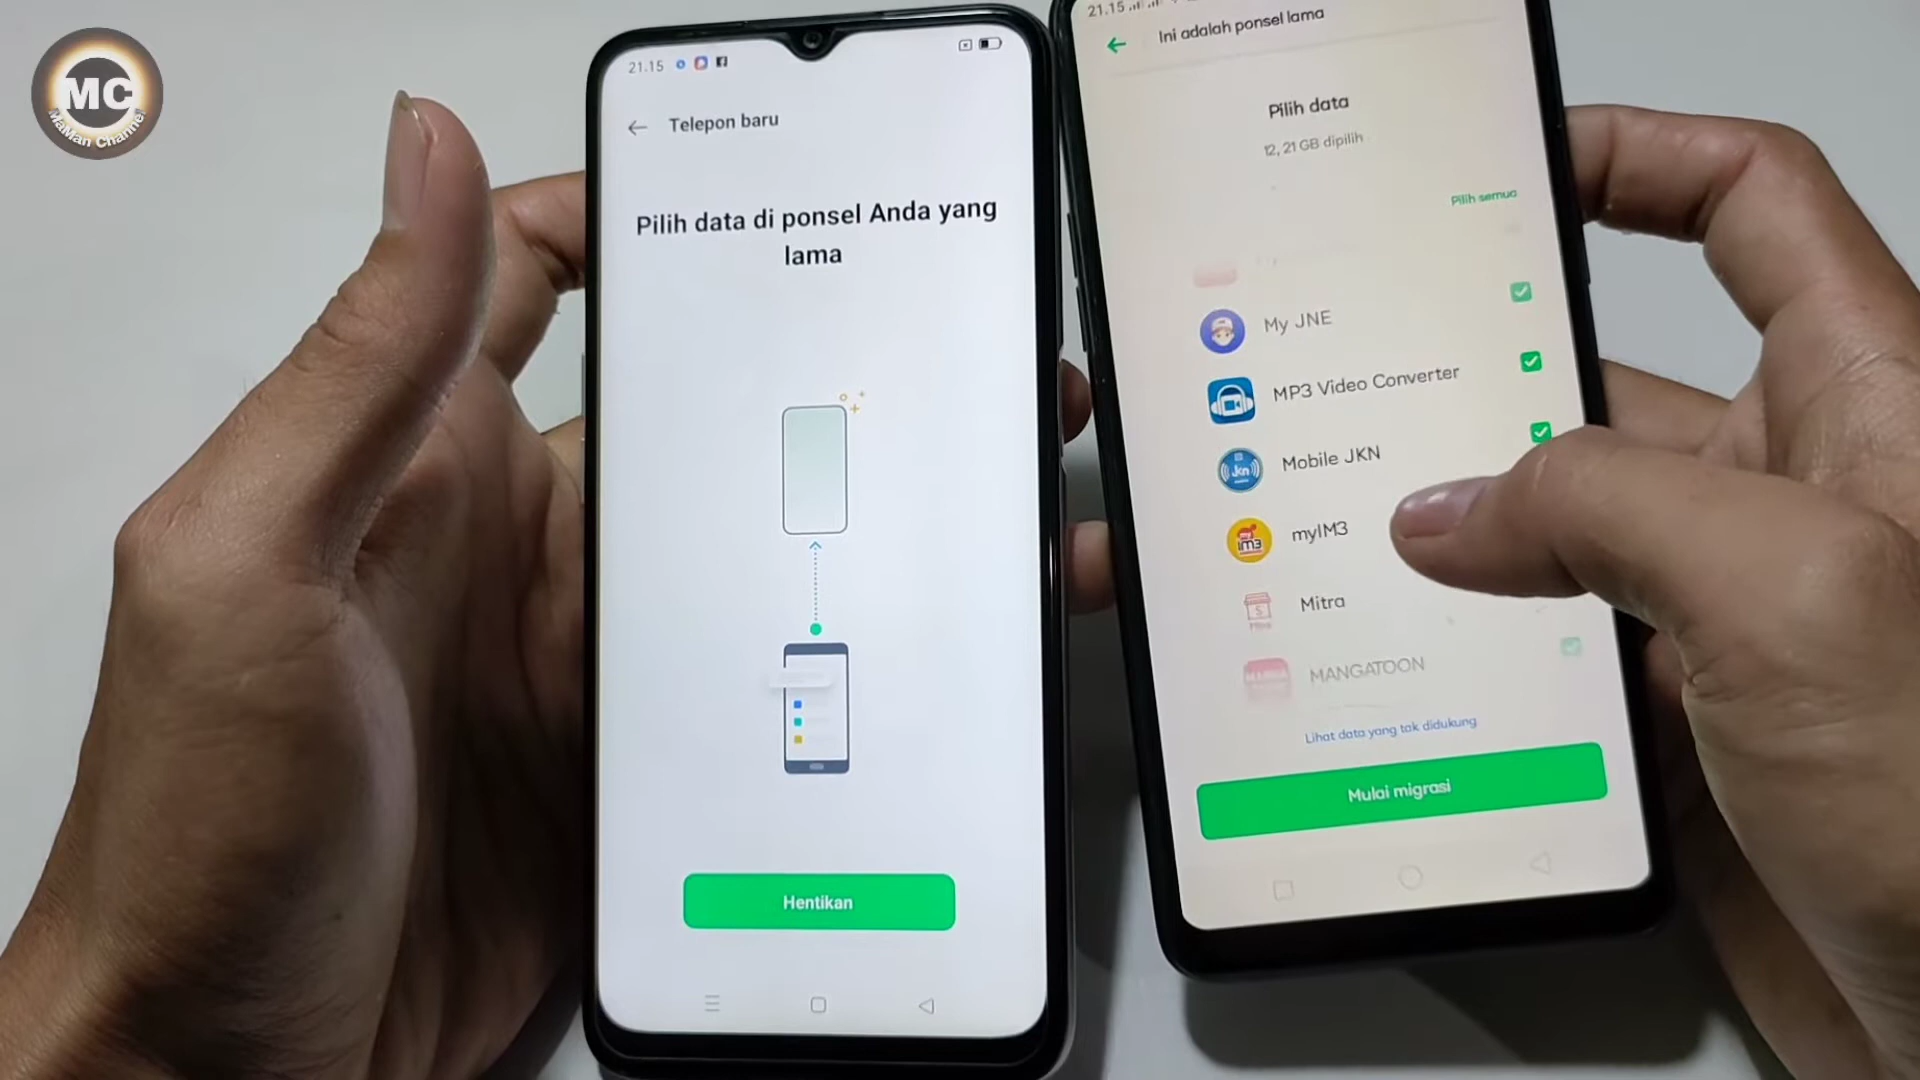 MC
MaMan Channel
21.15
Telepon baru
Pilih data di ponsel Anda yang
lama
Hentikan
21.15
Ini adalah ponsel lama
Pilih data
12, 21 GB dipilih
Pilih semua
My JNE
MP3 Video Converter
Jkn
Mobile JKN
my
im3
myIM3
Mitra
MANGATOON
Lihat data yang tak didukung
Mulai migrasi